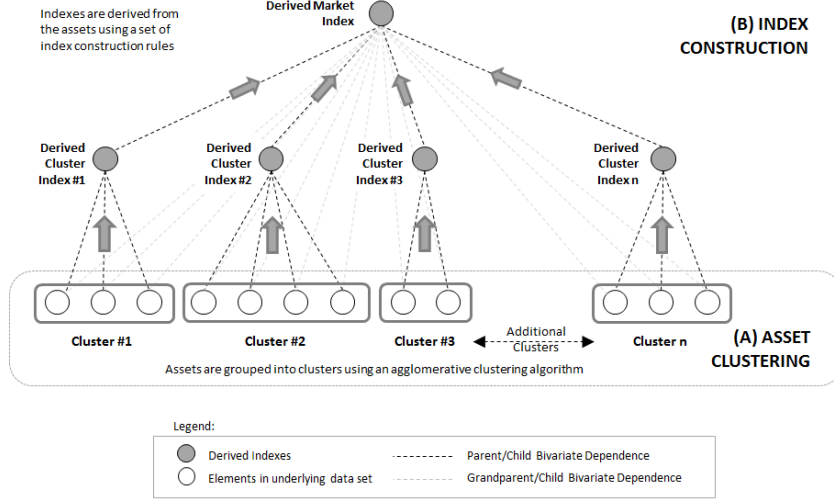 Indexes are derived from
the assets using a set of
index construction rules
Derived Market
Index
(B) INDEX
CONSTRUCTION
Derived
Cluster
Index #1
Derived
Cluster
Index #2
Derived
Cluster
Index #3
Derived
Cluster
Index n
Cluster #1
Cluster #2
Cluster #3
Additional
Clusters
Cluster n
(A) ASSET
CLUSTERING
Assets are grouped into clusters using an agglomerative clustering algorithm
Legend:
Derived Indexes
Parent/Child Bivariate Dependence
Elements in underlying data set
Grandparent/Child Bivariate Dependence